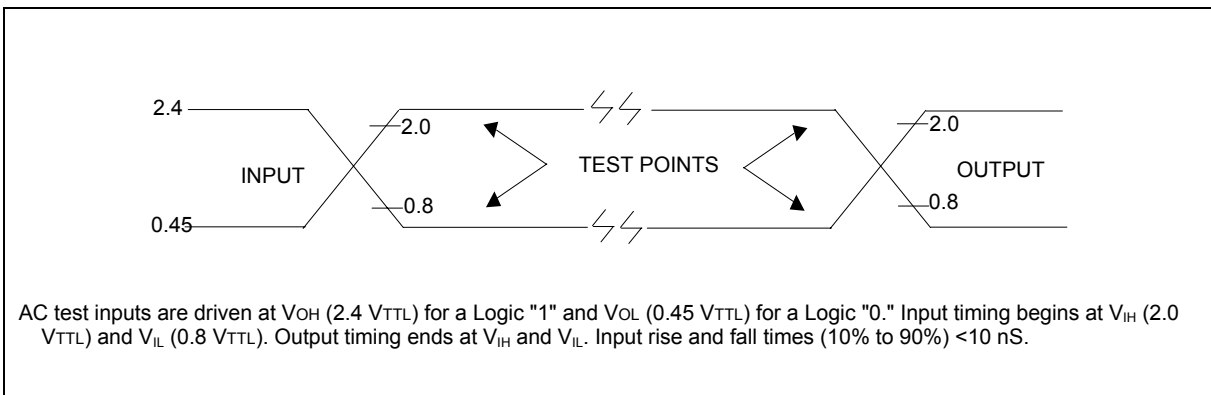 2.4
2.0
INPUT
TEST POINTS
2.0
OUTPUT
0.8
0.8
0.45
AC test inputs are driven at VOH (2.4 VTTL) for a Logic "1" and VOL (0.45 VTTL) for a Logic "0." Input timing begins at VIH (2.0
VTTL) and VIL (0.8 VTTL). Output timing ends at VIH and VIL. Input rise and fall times (10% to 90%) <10 nS.